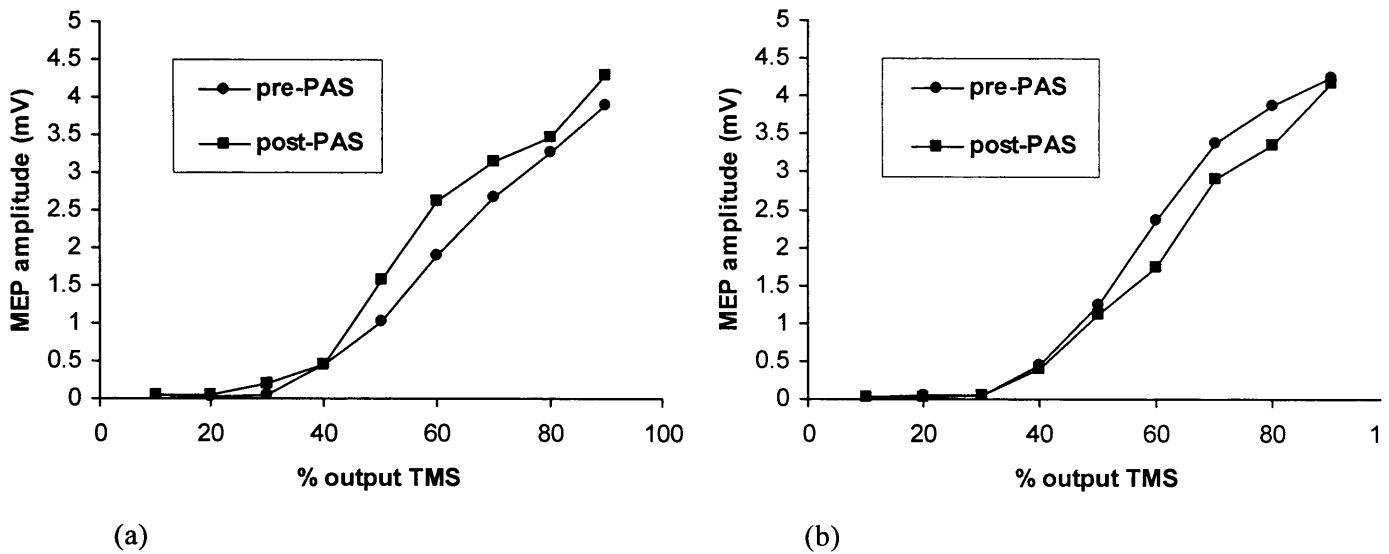 5
4.5
4
3.5
3
2.5
2
1.5
1
0.5
0
MEP amplitude (mV)
pre-PAS
post-PAS
0 20 40 60 80 100
% output TMS
(a)
5
4.5
4
3.5
3
2.5
2
1.5
1
0.5
0
MEP amplitude (mV)
pre-PAS
post-PAS
0 20 40 60 80 1
% output TMS
(b)